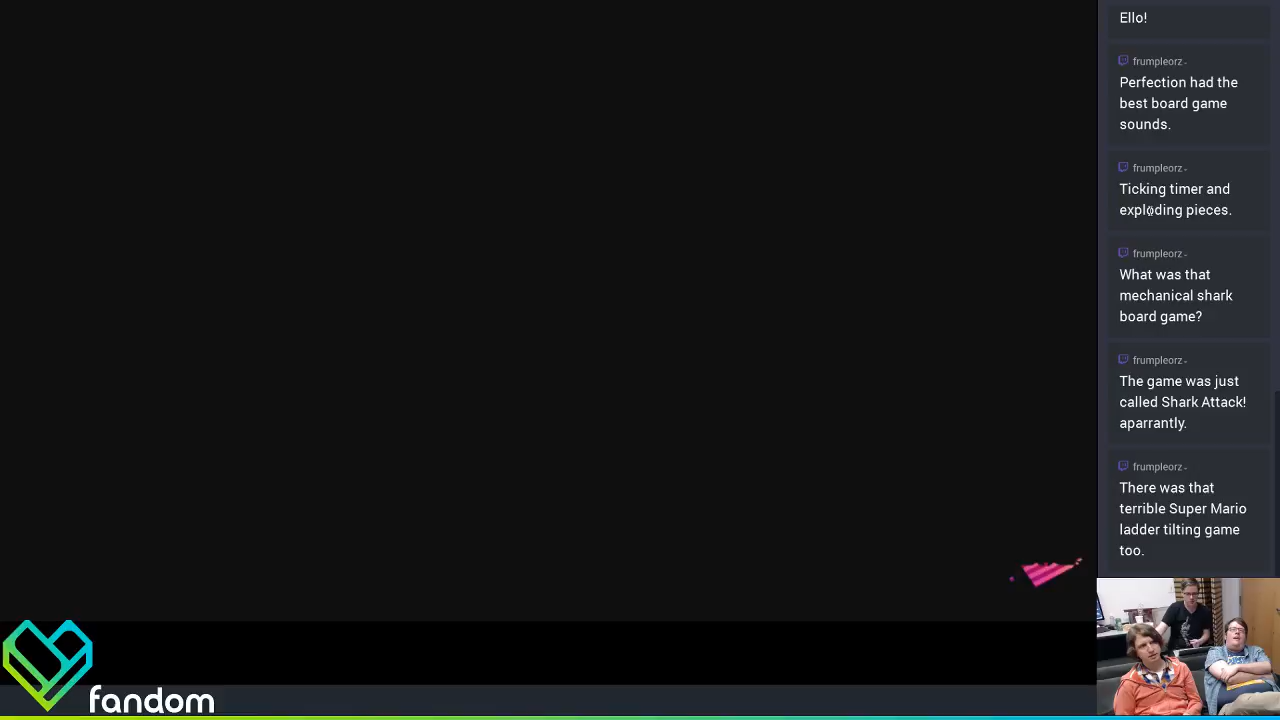 Ello!
frumpleorz -
Perfection had the
best board game
sounds.
frumpleorz -
Ticking timer and
exploding pieces.
frumpleorz -
What was that
mechanical shark
board game?
frumpleorz -
The game was just
called Shark Attack!
aparrantly.
frumpleorz -
There was that
terrible Super Mario
ladder tilting game
too.
fandom